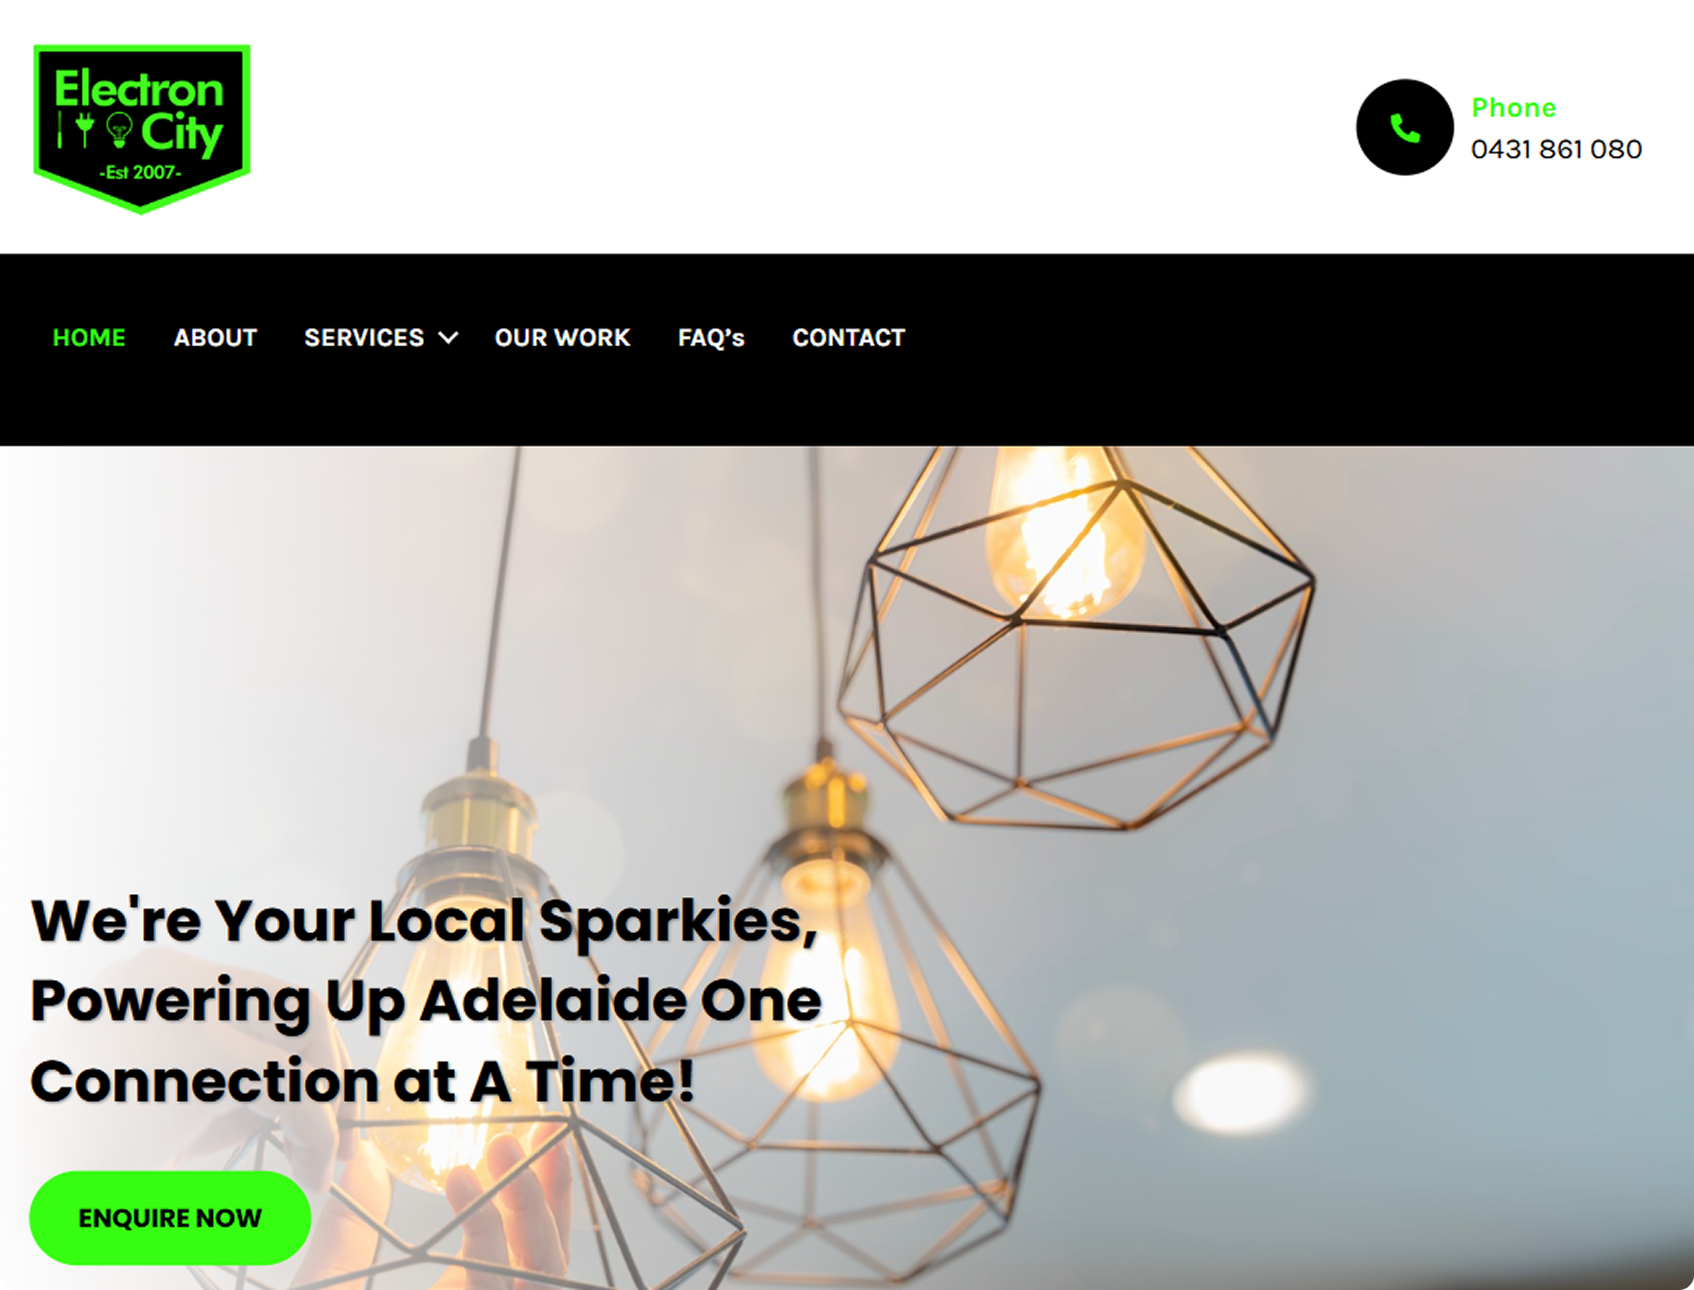 Electron
City
-Est 2007-
Phone
0431 861 080
HOME ABOUT SERVICES OUR WORK FAQ’s CONTACT
We're Your Local Sparkies,
Powering Up Adelaide One
Connection at A Time!
ENQUIRE NOW